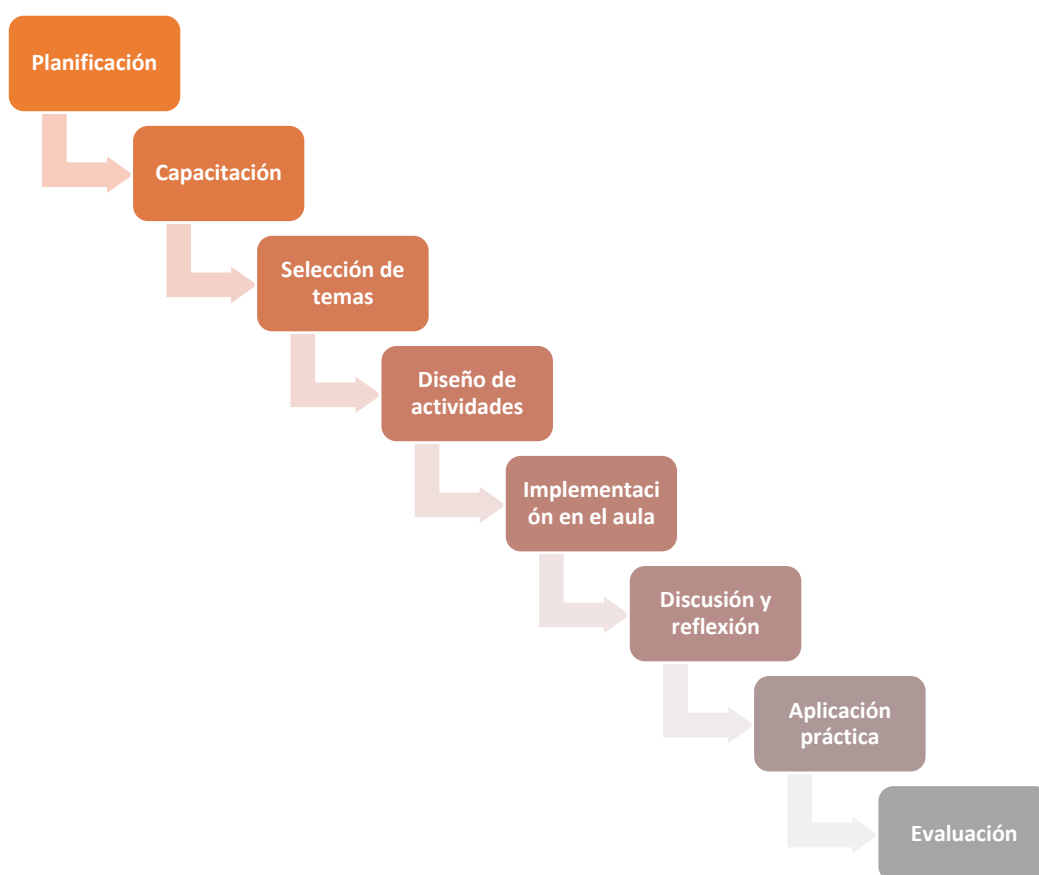 Planificación
Capacitación
Selección de
temas
Diseño de
actividades
Implementaci
ón en el aula
Discusión y
reflexión
Aplicación
práctica
Evaluación